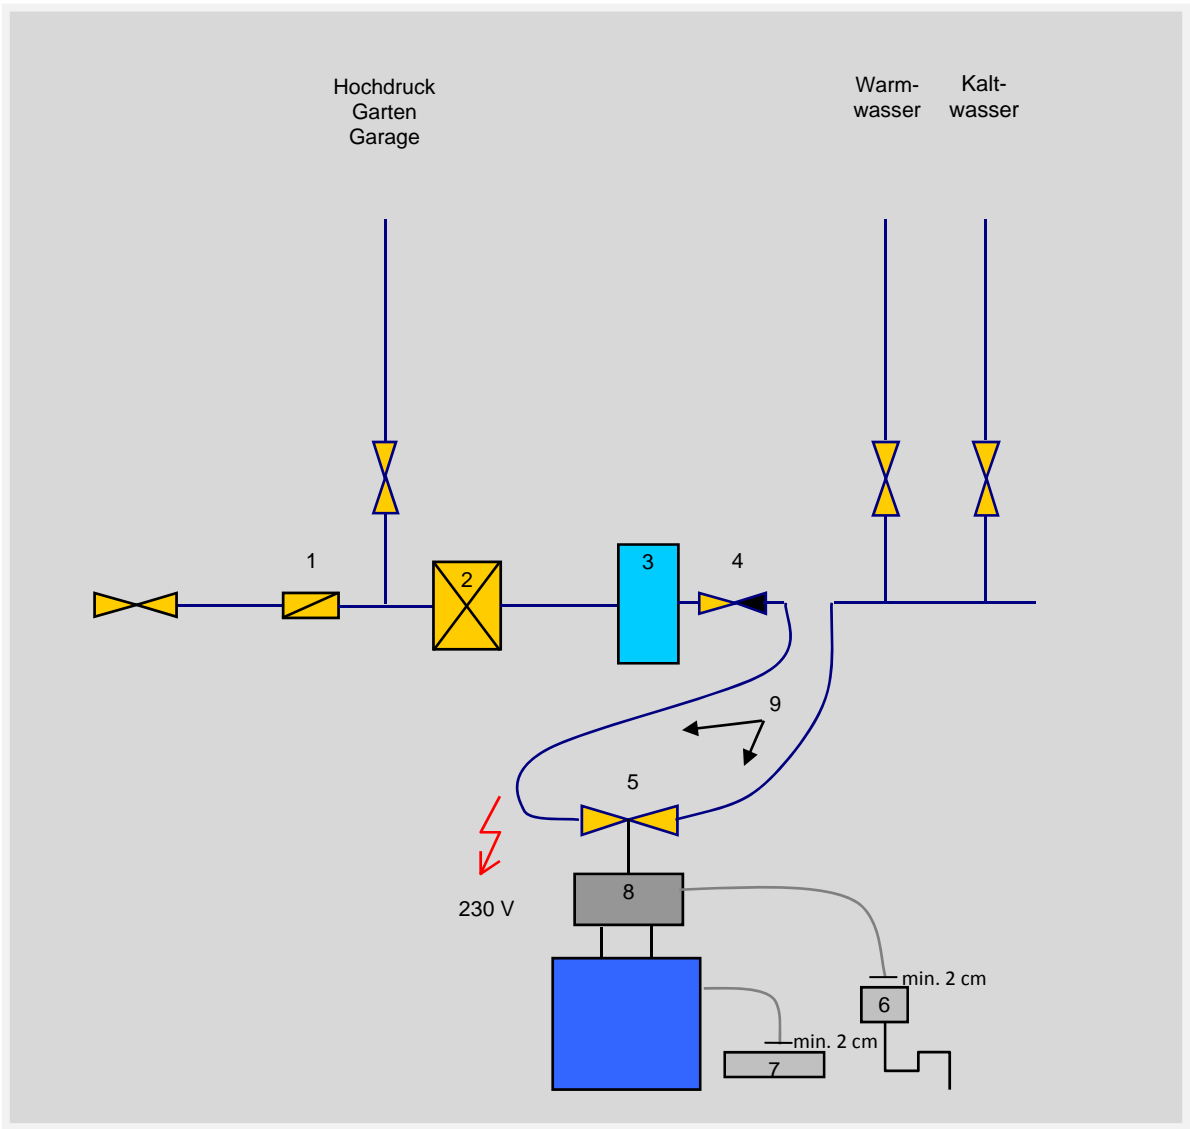 Hochdruck
Garten
Garage
Warm-
wasser
Kalt-
wasser
1
2
3
4
9
5
230 V
8
min. 2 cm
6
min. 2 cm
7